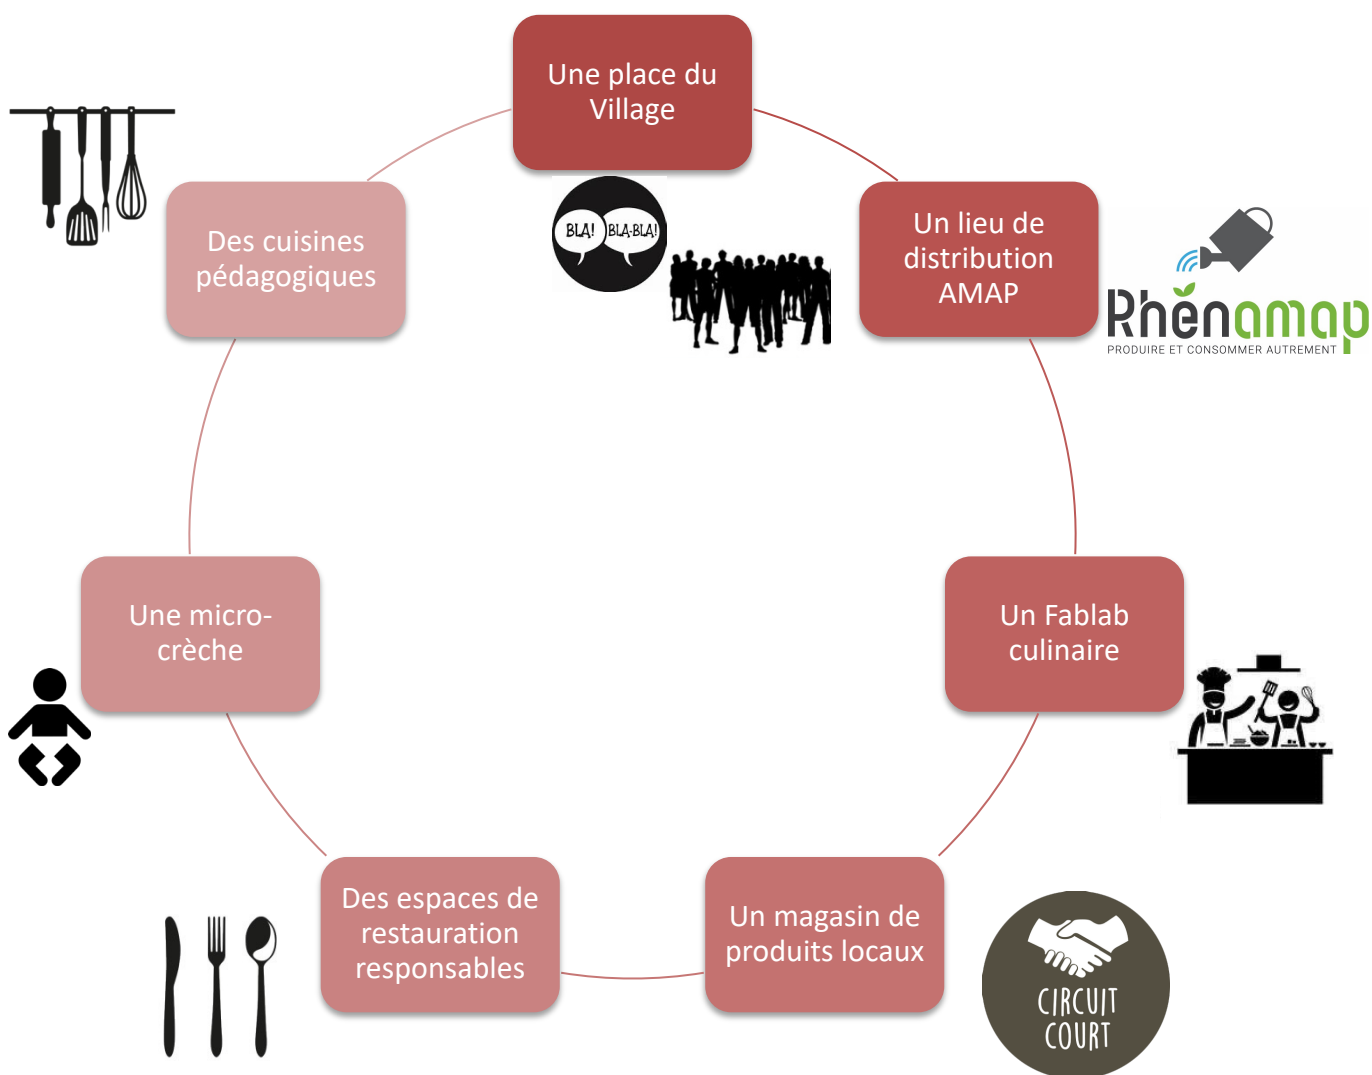 Une place du
Village
BLA!
BLA-BLA!
Un lieu de
distribution
AMAP
Rhénamap
PRODUIRE ET CONSOMMER AUTREMENT
Des cuisines
pédagogiques
Un Fablab
culinaire
Une micro-
crèche
Un magasin de
produits locaux
CIRCUIT
COURT
Des espaces de
restauration
responsables